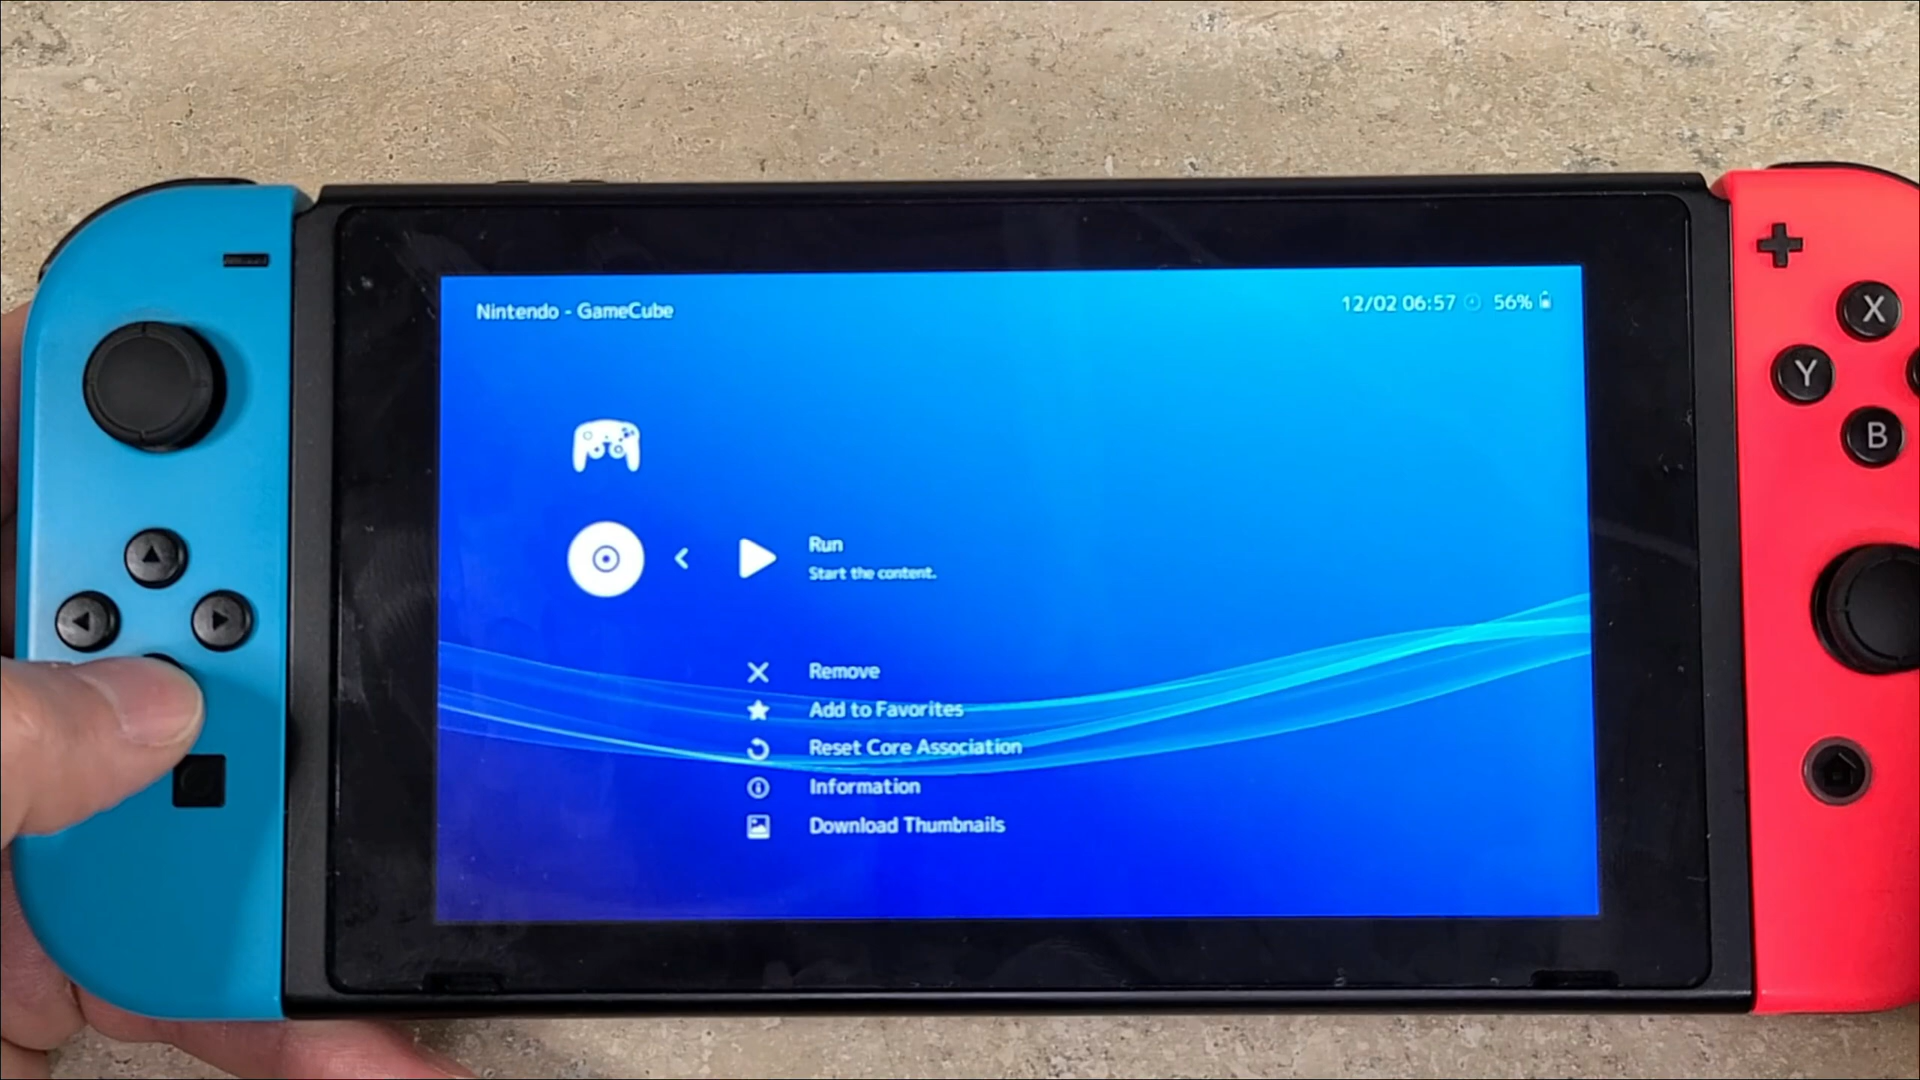 Nintendo - GameCube
12/02 06:57 56%
Run
Start the content.
Remove
Add to Favorites
Reset Core Association
Information
Download Thumbnails
X
Y
B